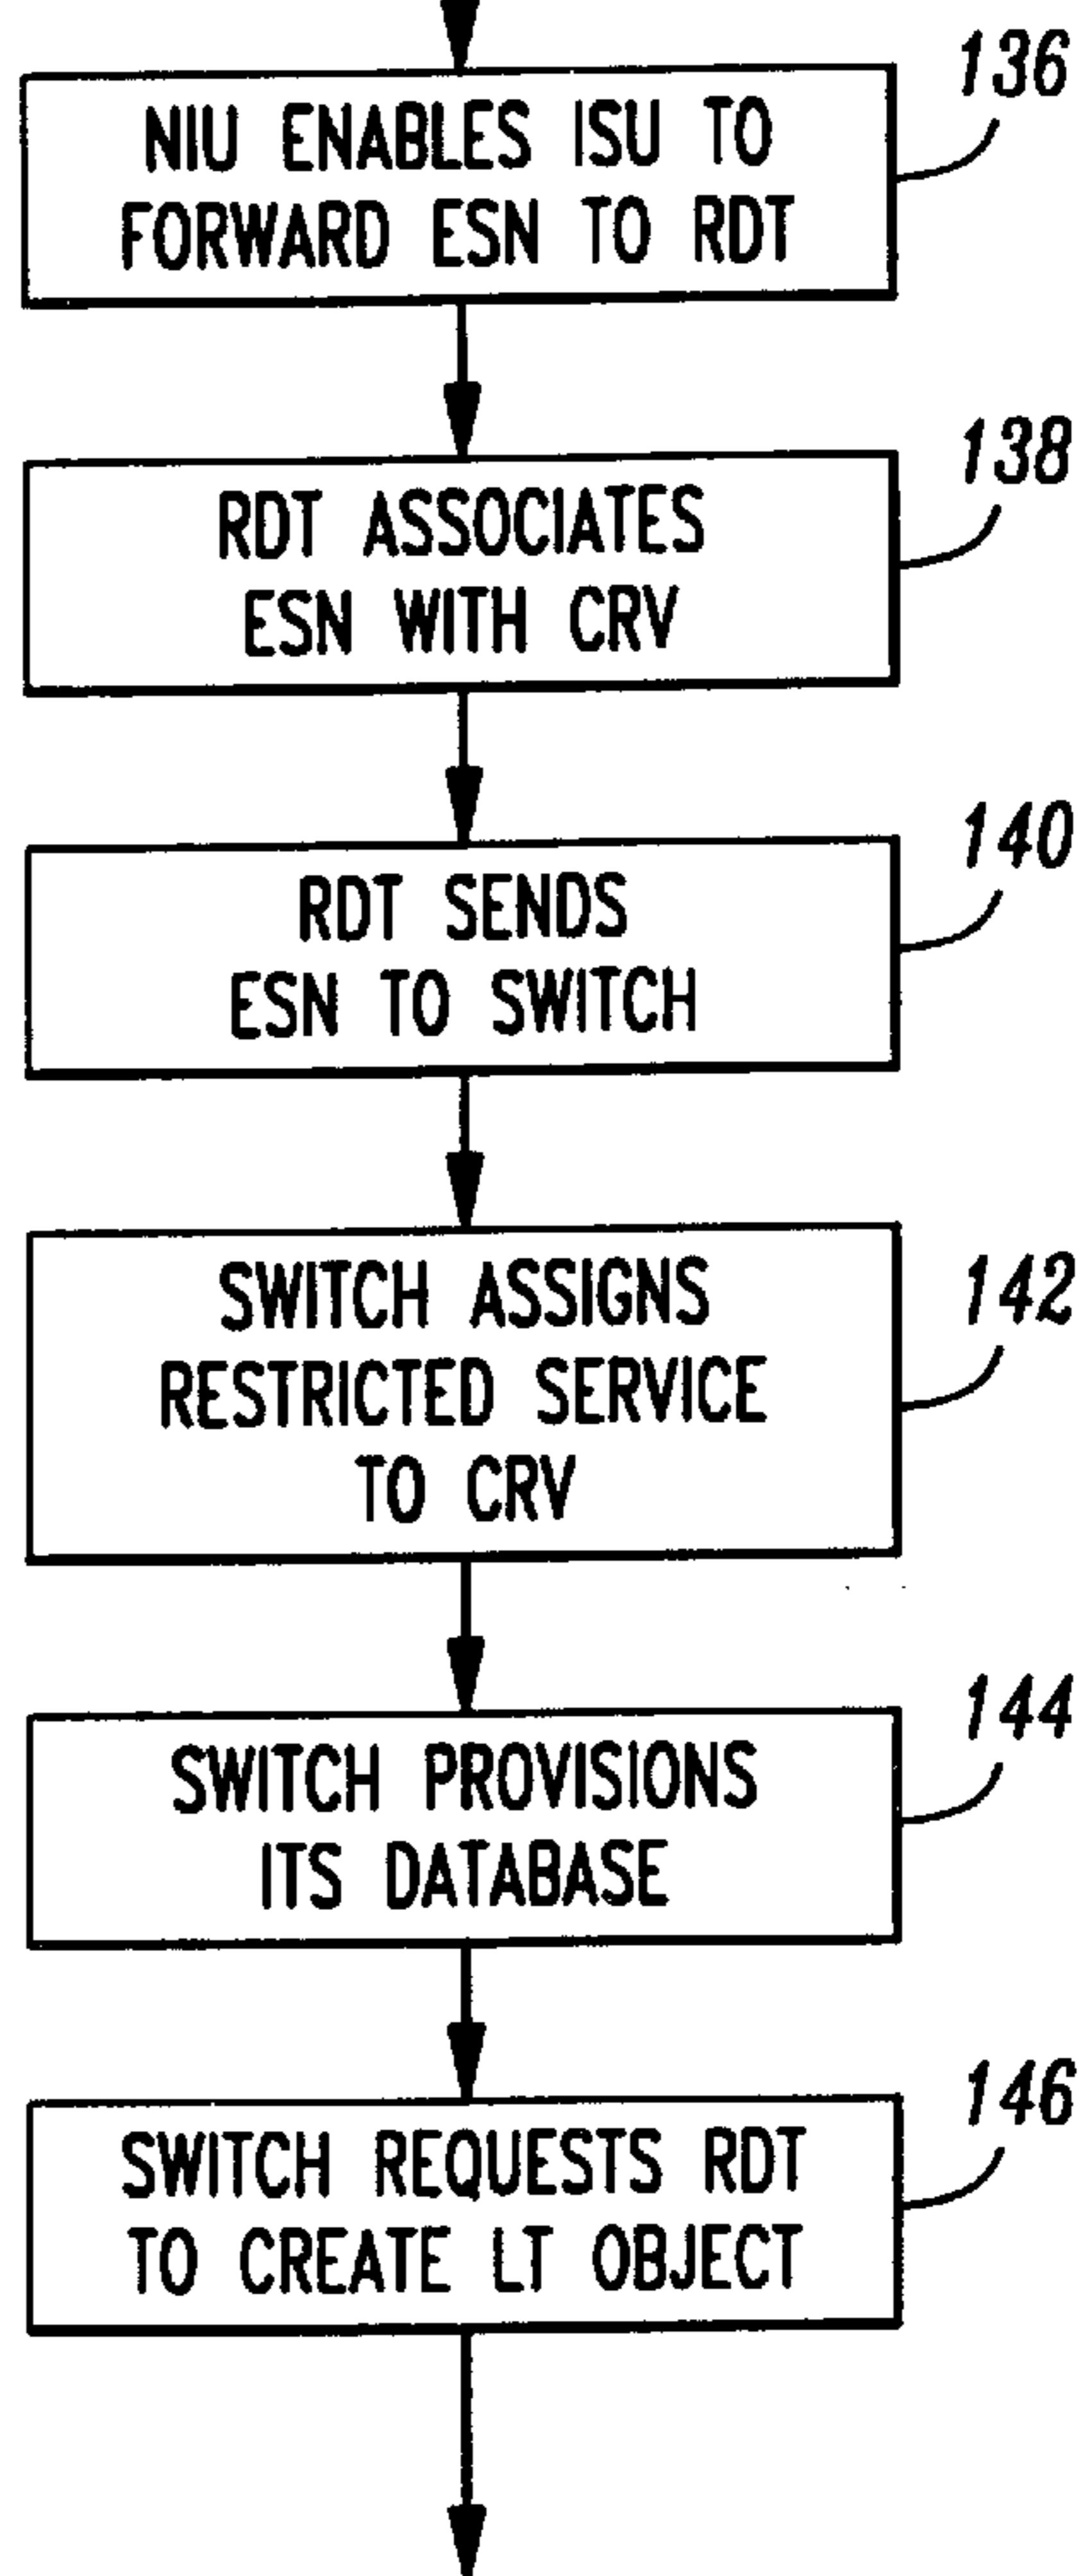 136
NIU ENABLES ISU TO
FORWARD ESN TO RDT
138
RDT ASSOCIATES
ESN WITH CRV
140
RDT SENDS
ESN TO SWITCH
142
SWITCH ASSIGNS
RESTRICTED SERVICE
TO CRV
144
SWITCH PROVISIONS
ITS DATABASE
146
SWITCH REQUESTS RDT
TO CREATE LT OBJECT